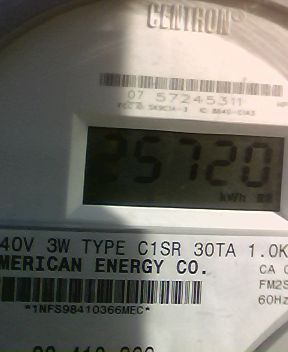 CENTRON®
07 57245311
25720
kWh
40V 3W TYPE C1SR 30TA 1.0K
MERICAN ENERGY CO.
CA
FM2S
*1NFS98410366MEC*
60Hz